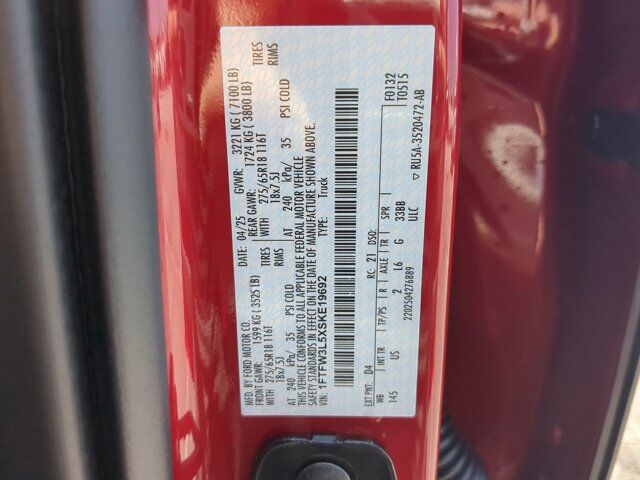 MFD. BY FORD MOTOR CO.
DATE: 04/25 GVWR: 3221 KG ( 7100 LB)
FRONT GAWR: 1599 KG (3525 LB) REAR GAWR: 1724 KG ( 3800 LB)
WITH 275/65R18 116T TIRES WITH 275/65R18 116T TIRES
18x7.5J RIMS 18x7.5J RIMS
AT 240 kPa/ 35 PSI COLD AT 240 kPa/ 35 PSI COLD
THIS VEHICLE CONFORMS TO ALL APPLICABLE FEDERAL MOTOR VEHICLE
SAFETY STANDARDS IN EFFECT ON THE DATE OF MANUFACTURE SHOWN ABOVE.
VIN: 1FTFW3L5XSKE19692 TYPE: Truck
F0132
T0515
EXT PNT: D4 RC: 21 DSO:
WB INT TR TP/PS R AXLE TR SPR
145 US 2 L6 G 33BB
ULC
2202504276889 ▽ RU5A-3520472-AB